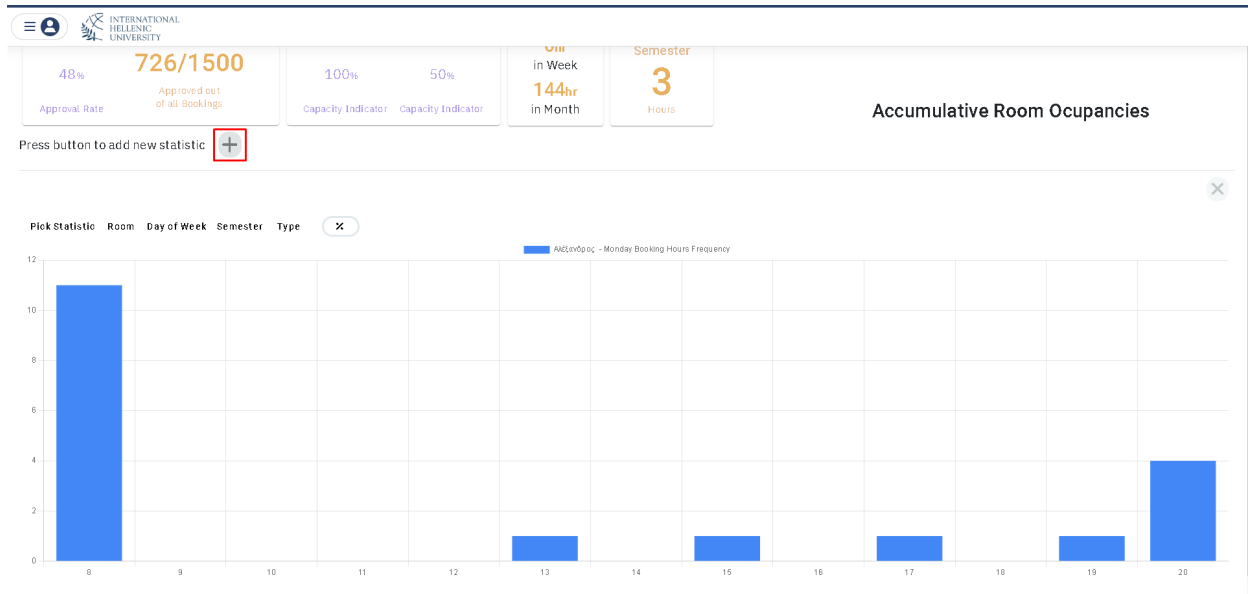 INTERNATIONAL
HELLENIC
UNIVERSITY
48%
Approval Rate
726/1500
Approved out
of all Bookings
100%
Capacity Indicator
50%
Capacity Indicator
0hr
in Week
144hr
in Month
Semester
3
Hours
Accumulative Room Ocupancies
Press button to add new statistic +
Pick Statistic Room Day of Week Semester Type %
Αλέξανδρος - Monday Booking Hours Frequency
12
10
8
6
4
2
0
8 9 10 11 12 13 14 15 16 17 18 19 20